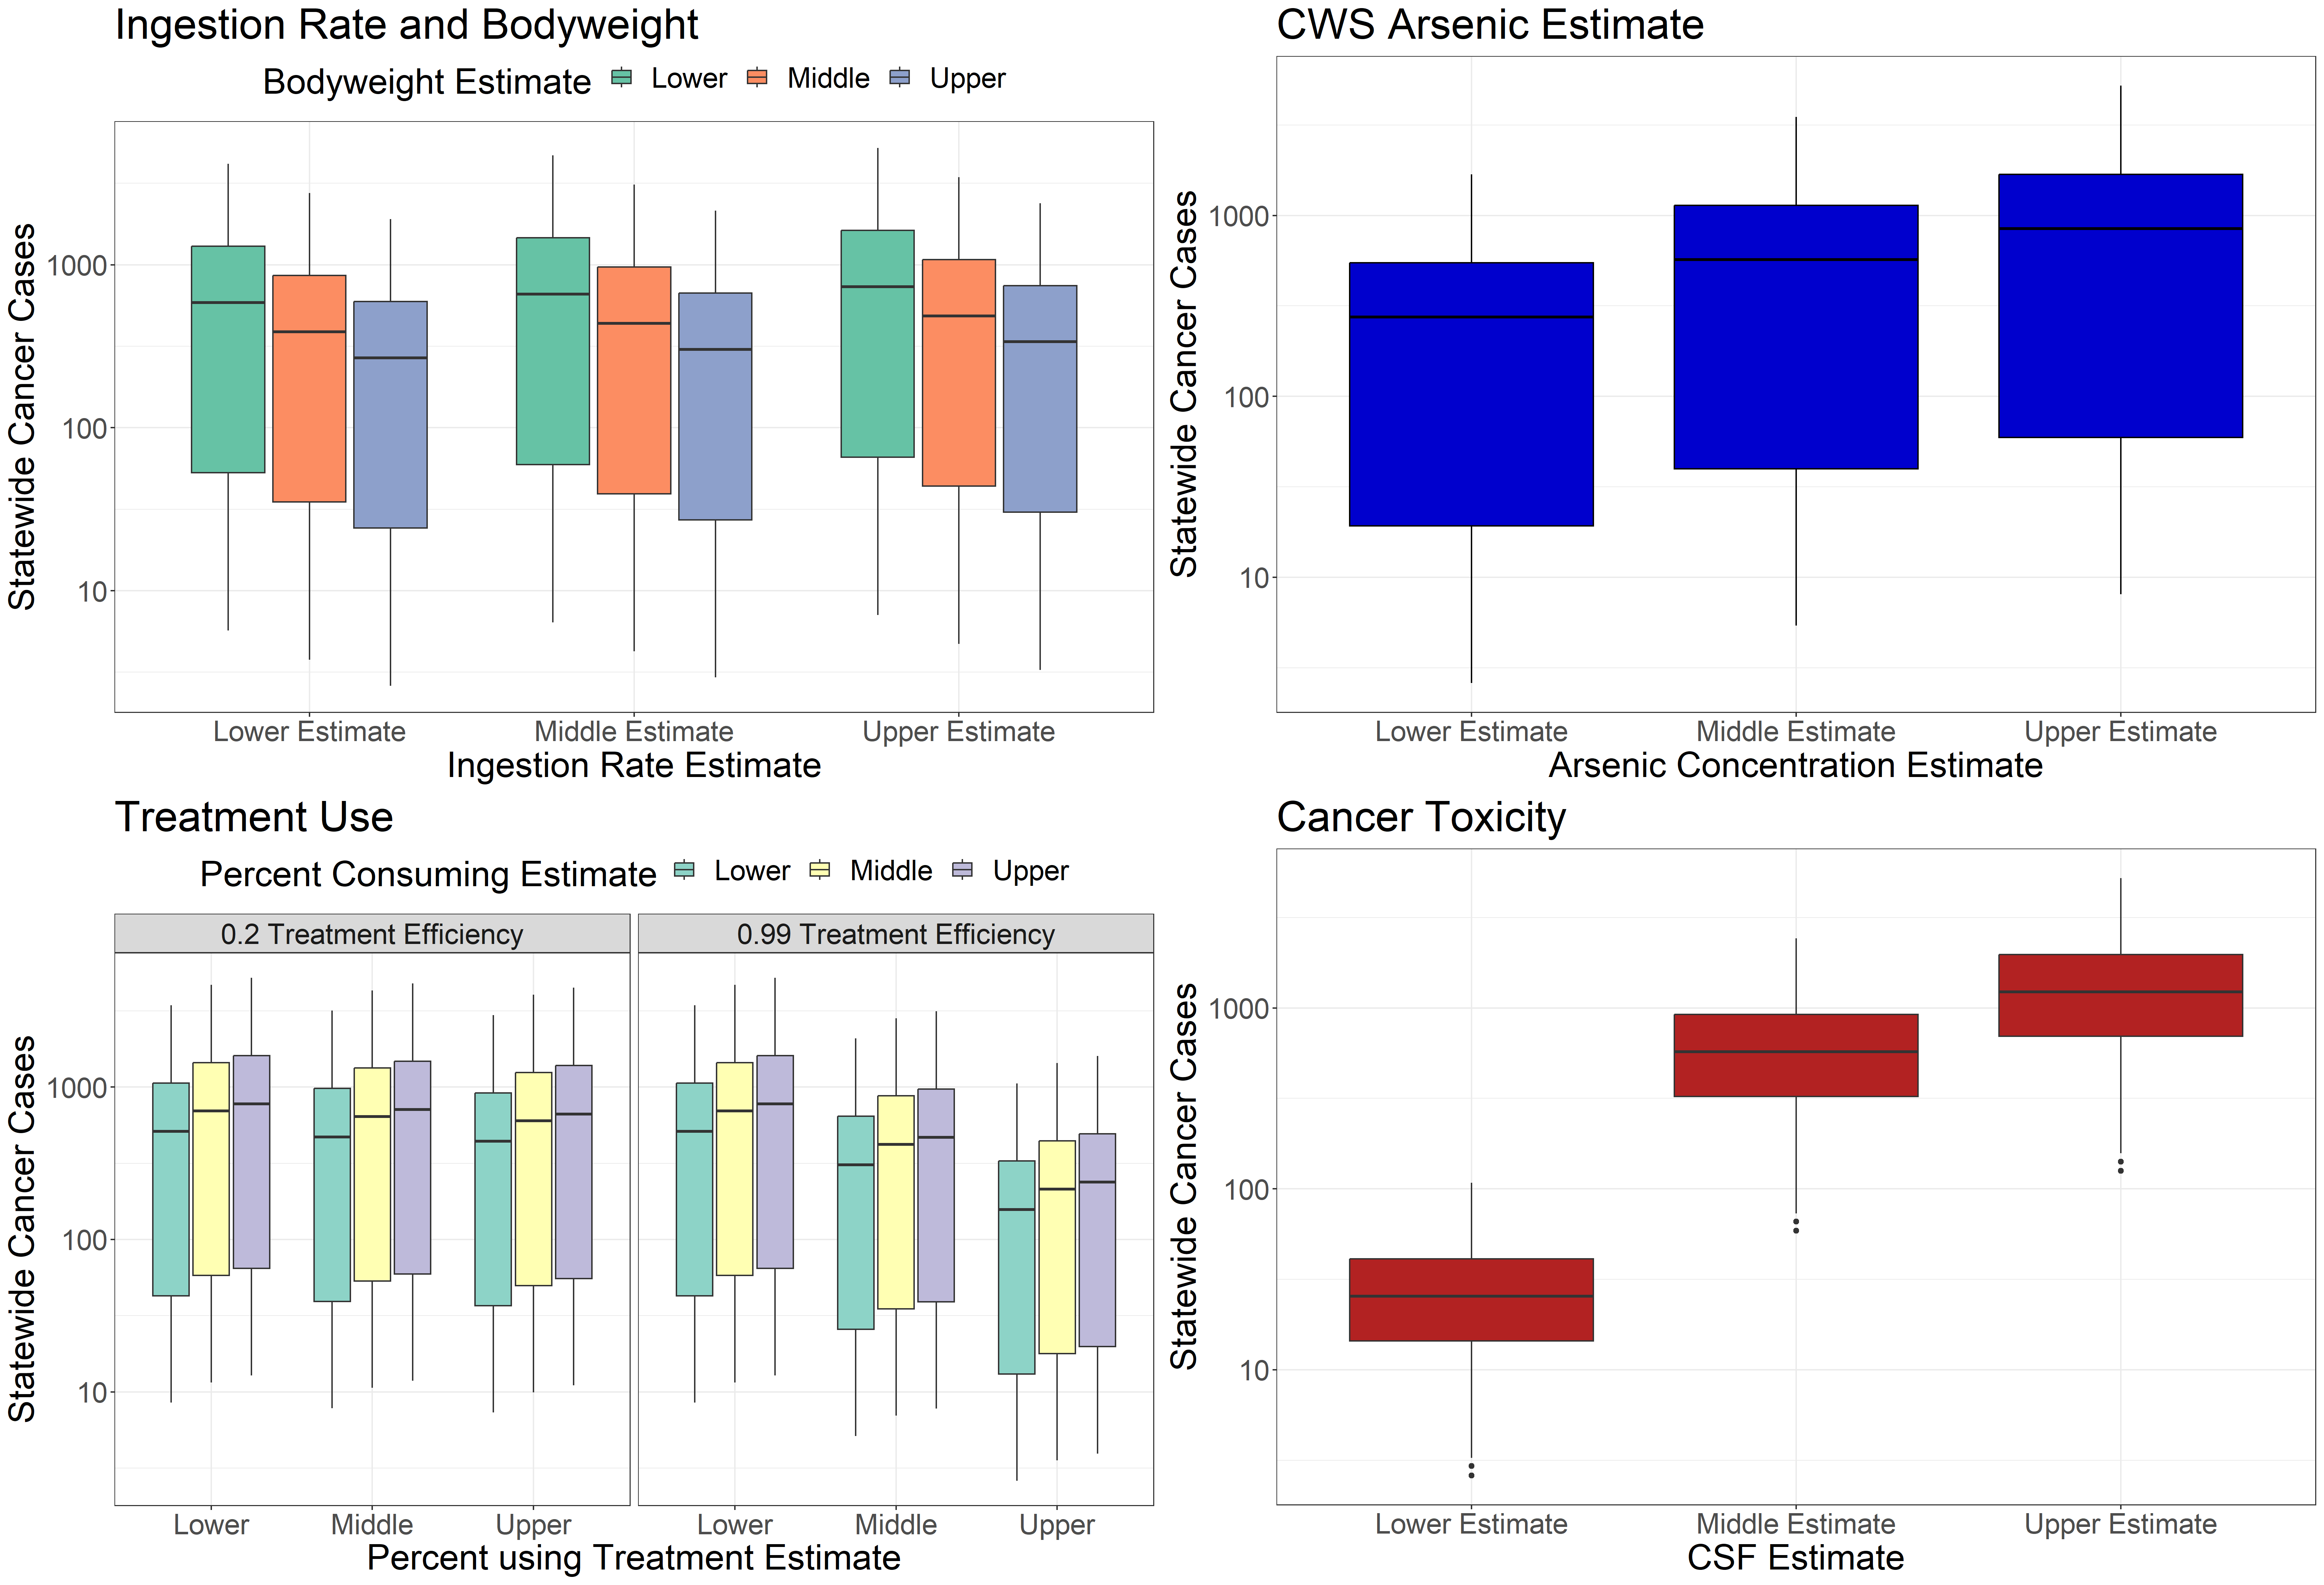 Ingestion Rate and Bodyweight
Bodyweight Estimate Lower Middle Upper
Statewide Cancer Cases
1000
100
10
Lower Estimate Middle Estimate Upper Estimate
Ingestion Rate Estimate
CWS Arsenic Estimate
Statewide Cancer Cases
1000
100
10
Lower Estimate Middle Estimate Upper Estimate
Arsenic Concentration Estimate
Treatment Use
Percent Consuming Estimate Lower Middle Upper
0.2 Treatment Efficiency 0.99 Treatment Efficiency
Statewide Cancer Cases
1000
100
10
Lower Middle Upper Lower Middle Upper
Percent using Treatment Estimate
Cancer Toxicity
Statewide Cancer Cases
1000
100
10
Lower Estimate Middle Estimate Upper Estimate
CSF Estimate